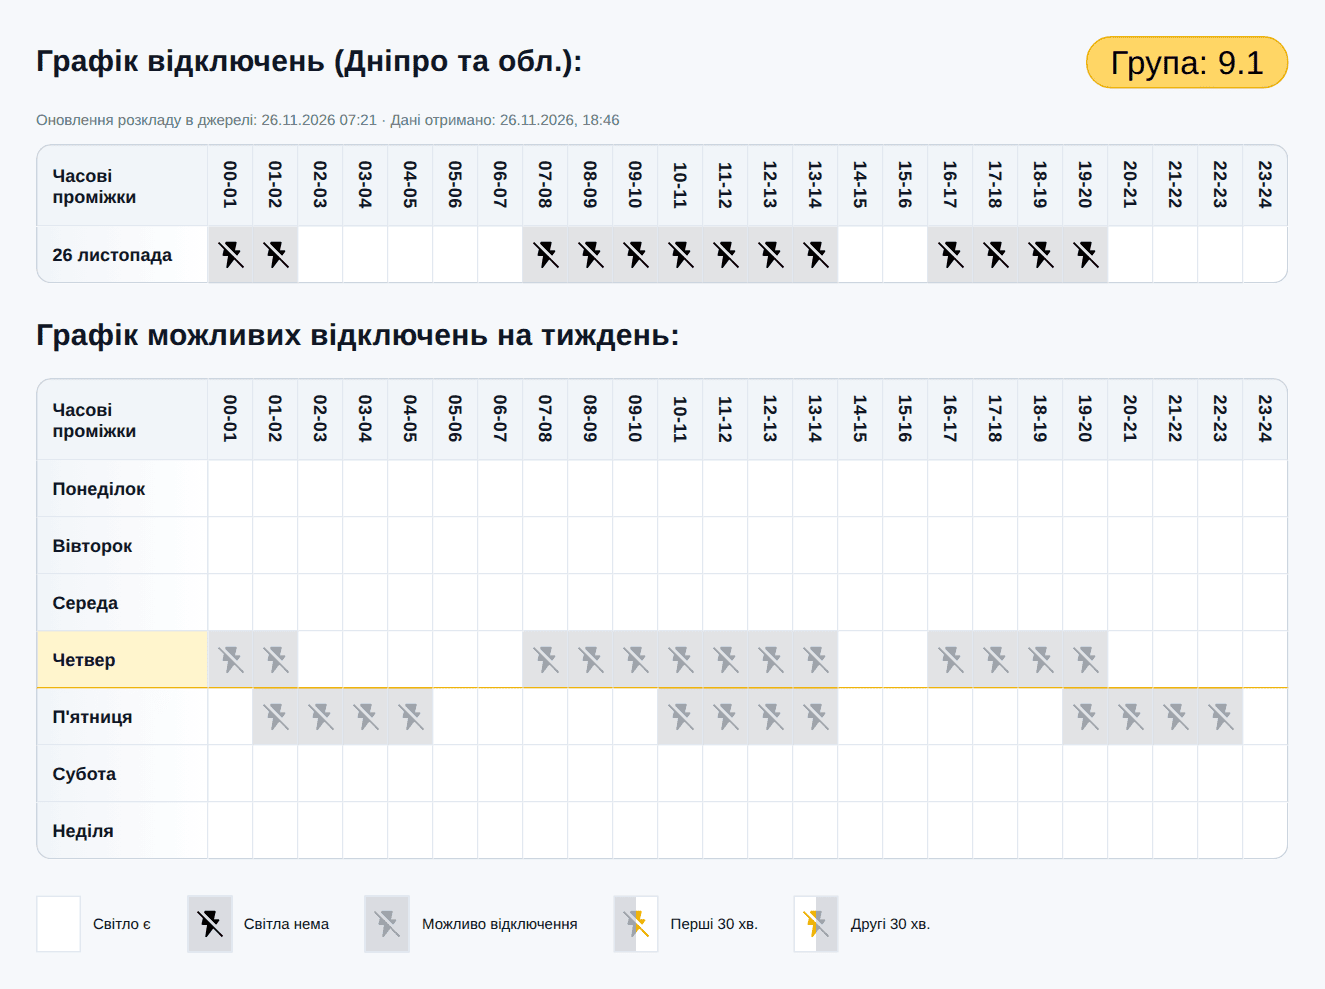 Графік відключень (Дніпро та обл.):
Група: 9.1
Оновлення розкладу в джерелі: 26.11.2026 07:21 · Дані отримано: 26.11.2026, 18:46
Часові проміжки 00-01 01-02 02-03 03-04 04-05 05-06 06-07 07-08 08-09 09-10 10-11 11-12 12-13 13-14 14-15 15-16 16-17 17-18 18-19 19-20 20-21 21-22 22-23 23-24
26 листопада
Графік можливих відключень на тиждень:
Часові проміжки 00-01 01-02 02-03 03-04 04-05 05-06 06-07 07-08 08-09 09-10 10-11 11-12 12-13 13-14 14-15 15-16 16-17 17-18 18-19 19-20 20-21 21-22 22-23 23-24
Понеділок
Вівторок
Середа
Четвер
П'ятниця
Субота
Неділя
Світло є Світла нема Можливо відключення Перші 30 хв. Другі 30 хв.